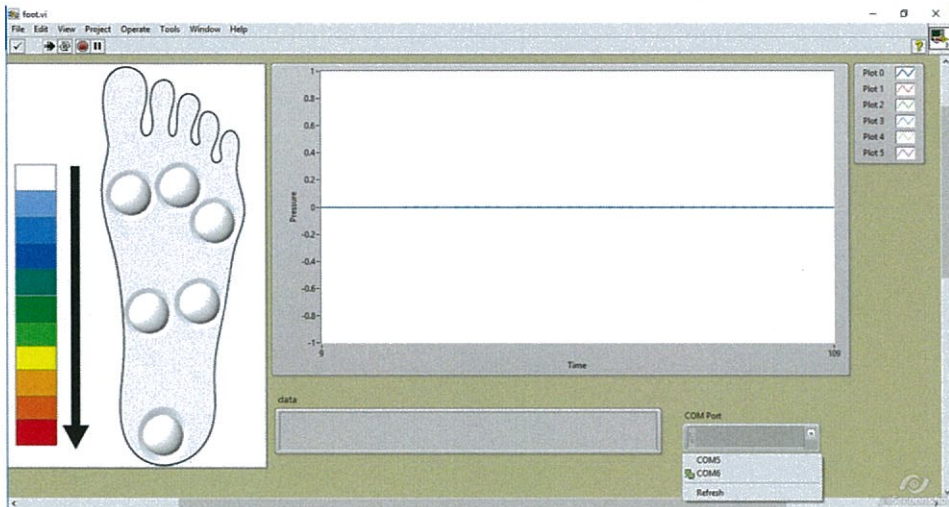 foot.vi
File Edit View Project Operate Tools Window Help
Plot 0
Plot 1
Plot 2
Plot 3
Plot 4
Plot 5
1
0.8
0.6
0.4
0.2
0
-0.2
-0.4
-0.6
-0.8
-1
Pressure
9 109
Time
data
COM Port
COM5
COM6
Refresh